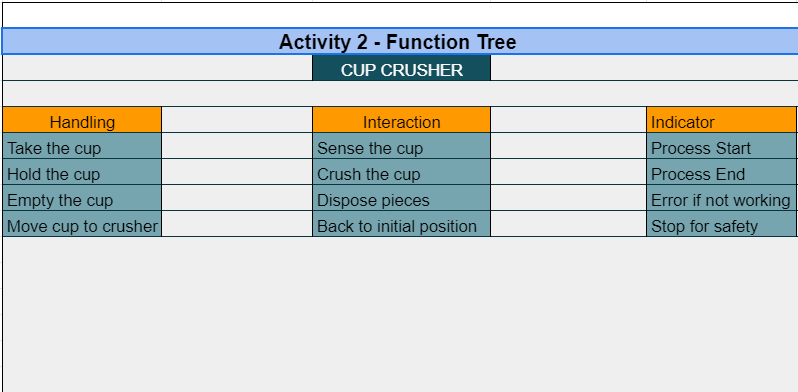 Activity 2 - Function Tree
CUP CRUSHER
Handling Interaction Indicator
Take the cup Sense the cup Process Start
Hold the cup Crush the cup Process End
Empty the cup Dispose pieces Error if not working
Move cup to crusher Back to initial position Stop for safety